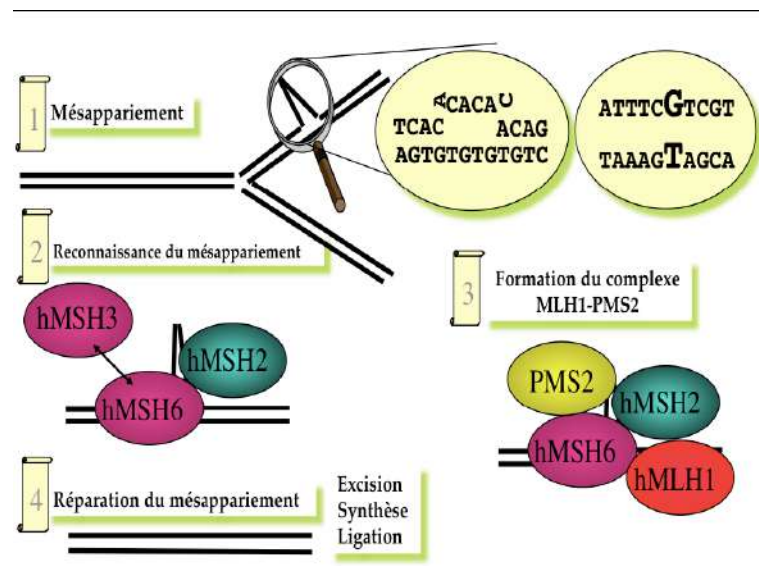 1
Mésappariement
ACACAC
TCAC ACAG
AGTGTGTGTGTC
ATTTCGTCGT
TAAAGTAGCA
2
Reconnaissance du mésappariement
hMSH3
hMSH2
hMSH6
3
Formation du complexe
MLH1-PMS2
PMS2
hMSH2
hMSH6
hMLH1
4
Réparation du mésappariement
Excision
Synthèse
Ligation